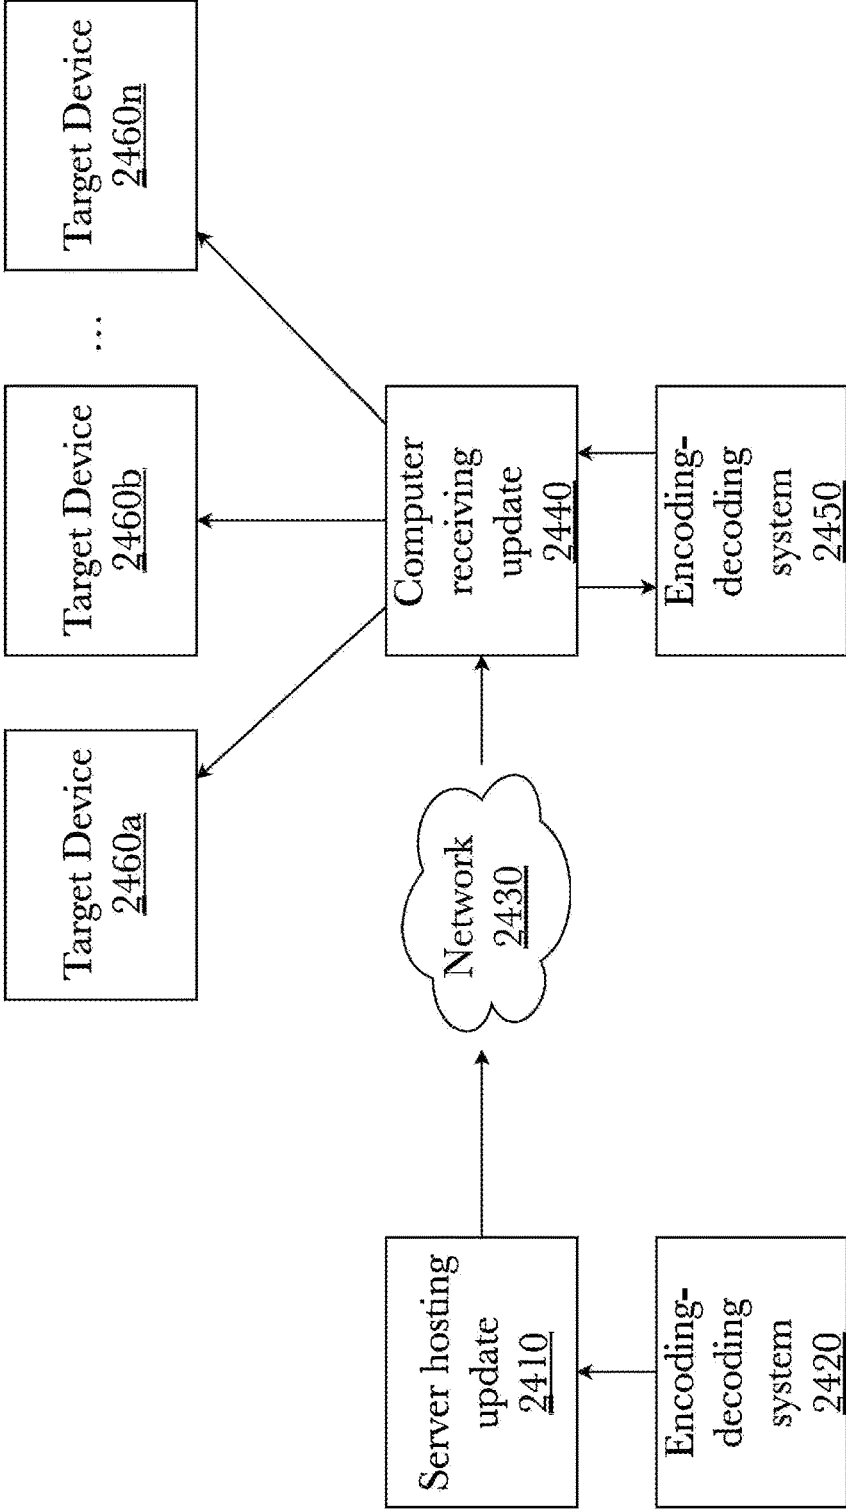 Target Device
2460a
Target Device
2460b
...
Target Device
2460n
Server hosting
update
2410
Network
2430
Computer
receiving
update
2440
Encoding-
decoding
system
2420
Encoding-
decoding
system
2450